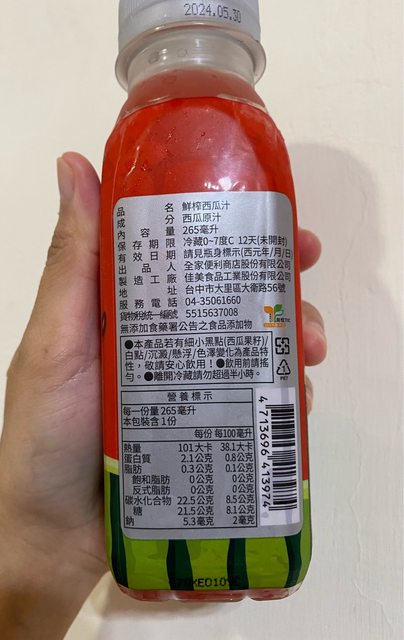 2024.05.30
品名 鮮榨西瓜汁
成分 西瓜原汁
內容量 265毫升
保存期限 冷藏0~7度C 12天(未開封)
有效日期 請見瓶身標示(西元年/月/日)
出品人 全家便利商店股份有限公司
製造工廠 佳美食品工業股份有限公司
地址 台中市大里區大衛路56號
服務電話 04-35061660
貨物稅統一編號 5515637008
無添加食藥署公告之食品添加物
●本產品若有細小黑點(西瓜果籽)/
白點/沉澱/懸浮/色澤變化為產品特
性，敬請安心飲用！●飲用前請搖
勻。●離開冷藏請勿超過半小時。
營養標示
每一份量 265毫升
本包裝含 1份
每份 每100毫升
熱量 101大卡 38.1大卡
蛋白質 2.1公克 0.8公克
脂肪 0.3公克 0.1公克
飽和脂肪 0公克 0公克
反式脂肪 0公克 0公克
碳水化合物 22.5公克 8.5公克
糖 21.5公克 8.1公克
鈉 5.3毫克 2毫克
4 713696 413974